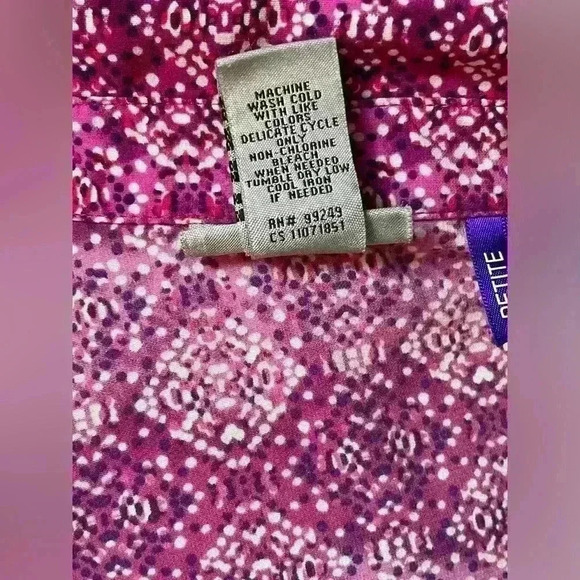 MACHINE
WASH COLD
WITH LIKE
COLORS
DELICATE CYCLE
ONLY
NON-CHLORINE
BLEACH
WHEN NEEDED
TUMBLE DRY LOW
COOL IRON
IF NEEDED
RN# 99249
CS 11071851
PETITE